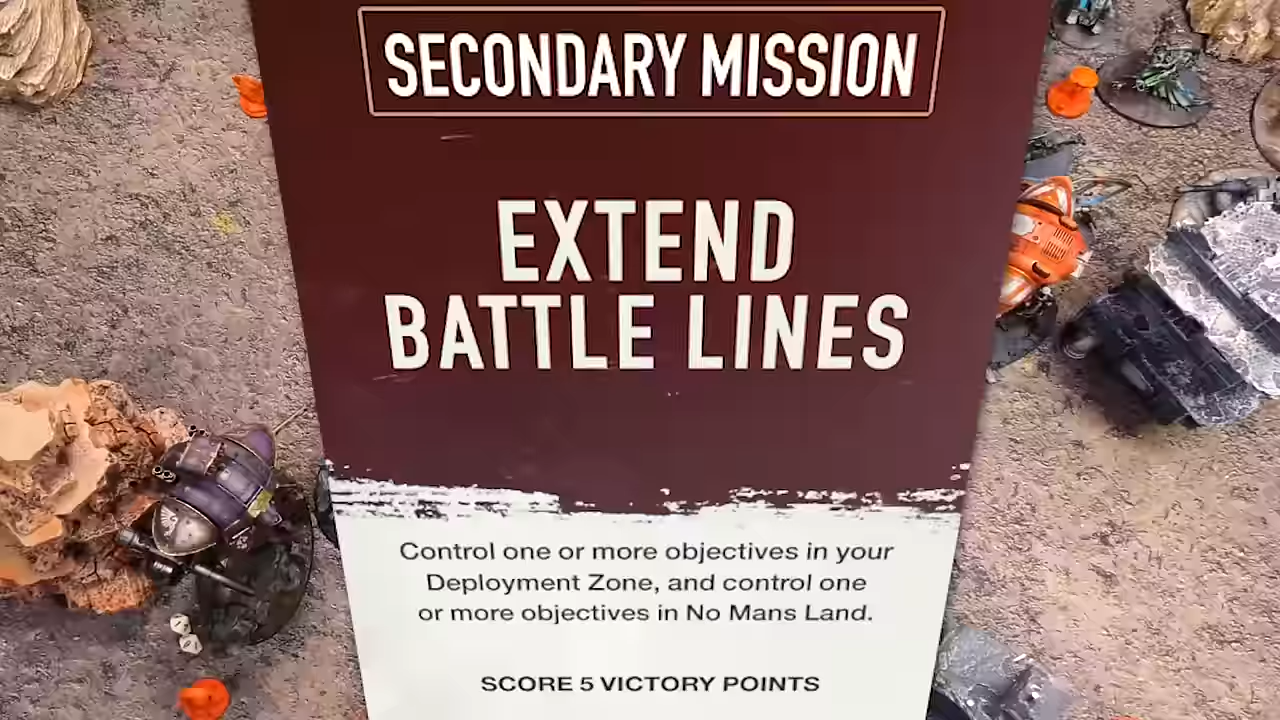 SECONDARY MISSION
EXTEND
BATTLE LINES
Control one or more objectives in your
Deployment Zone, and control one
or more objectives in No Mans Land.
SCORE 5 VICTORY POINTS